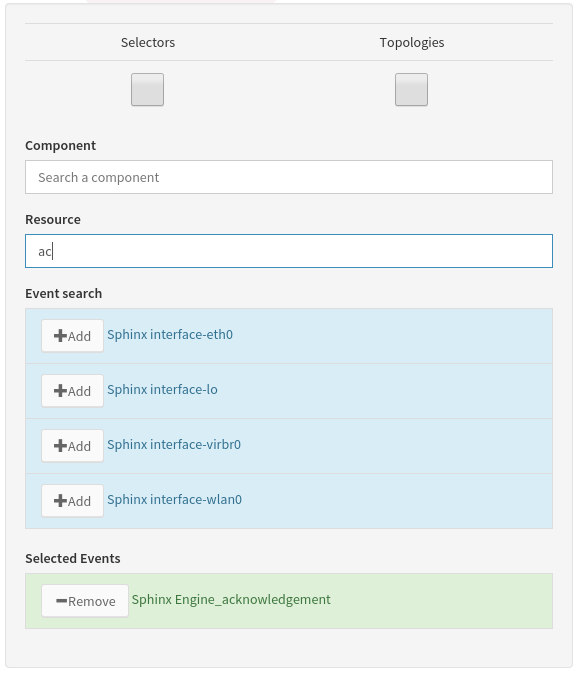 Selectors Topologies
Component
Search a component
Resource
ac
Event search
Add Sphinx interface-eth0
Add Sphinx interface-lo
Add Sphinx interface-virbr0
Add Sphinx interface-wlan0
Selected Events
Remove Sphinx Engine_acknowledgement